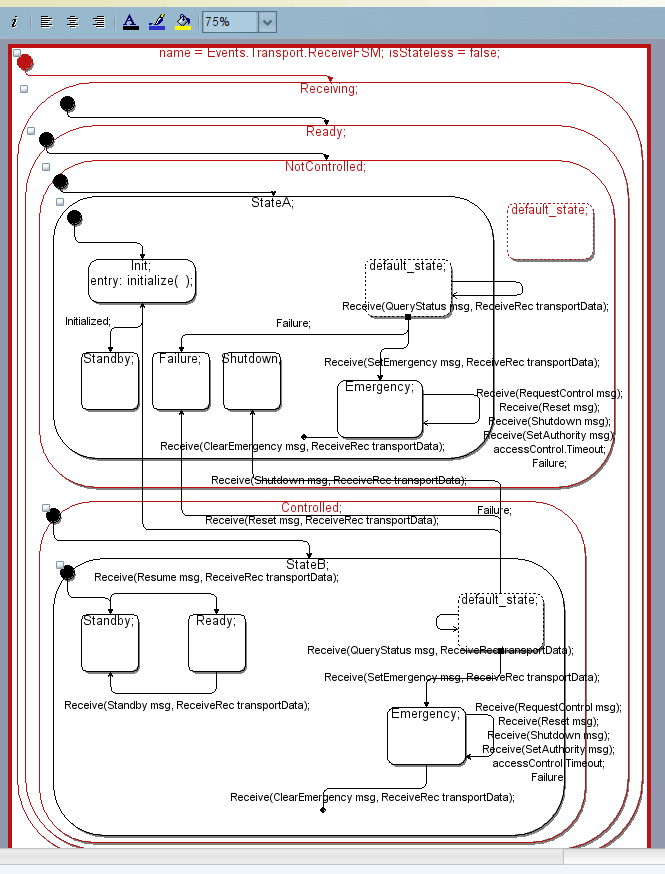 i
A
75%
name = Events.Transport.ReceiveFSM; isStateless = false;
Receiving;
Ready;
NotControlled;
StateA;
default_state;
Init;
entry: initialize( );
default_state;
Receive(QueryStatus msg, ReceiveRec transportData);
Initialized;
Failure;
Standby;
Failure;
Shutdown;
Receive(SetEmergency msg, ReceiveRec transportData);
Emergency;
Receive(RequestControl msg);
Receive(Reset msg);
Receive(Shutdown msg);
Receive(SetAuthority msg);
accessControl.Timeout;
Failure;
Receive(ClearEmergency msg, ReceiveRec transportData);
Receive(Shutdown msg, ReceiveRec transportData);
Controlled;
Failure;
Receive(Reset msg, ReceiveRec transportData);
StateB;
Receive(Resume msg, ReceiveRec transportData);
default_state;
Standby;
Ready;
Receive(QueryStatus msg, ReceiveRec transportData);
Receive(SetEmergency msg, ReceiveRec transportData);
Receive(Standby msg, ReceiveRec transportData);
Emergency;
Receive(RequestControl msg);
Receive(Reset msg);
Receive(Shutdown msg);
Receive(SetAuthority msg);
accessControl.Timeout;
Failure
Receive(ClearEmergency msg, ReceiveRec transportData);